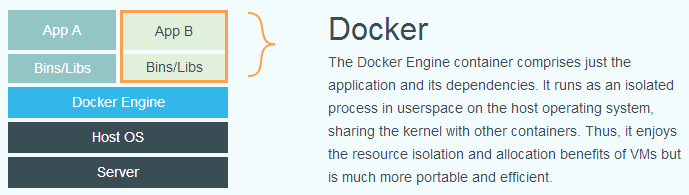 App A
App B
Bins/Libs
Bins/Libs
Docker Engine
Host OS
Server
Docker
The Docker Engine container comprises just the
application and its dependencies. It runs as an isolated
process in userspace on the host operating system,
sharing the kernel with other containers. Thus, it enjoys
the resource isolation and allocation benefits of VMs but
is much more portable and efficient.